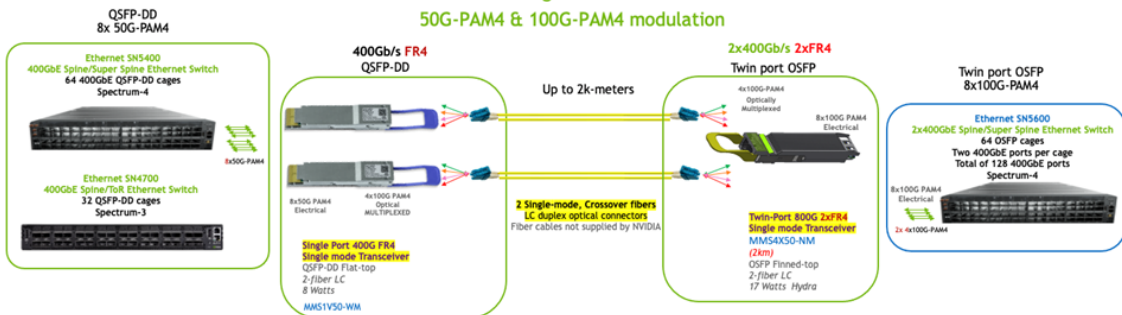 50G-PAM4 & 100G-PAM4 modulation
QSFP-DD
8x 50G-PAM4
Ethernet SN5400
400GbE Spine/Super Spine Ethernet Switch
64 400GbE QSFP-DD cages
Spectrum-4
8x50G-PAM4
Ethernet SN4700
400GbE Spine/ToR Ethernet Switch
32 QSFP-DD cages
Spectrum-3
400Gb/s FR4
QSFP-DD
8x50G PAM4
Electrical
4x100G PAM4
Optical
MULTIPLEXED
Single Port 400G FR4
Single mode Transceiver
QSFP-DD Flat-top
2-fiber LC
8 Watts
MMS1V50-WM
Up to 2k-meters
2 Single-mode, Crossover fibers
LC duplex optical connectors
Fiber cables not supplied by NVIDIA
2x400Gb/s 2xFR4
Twin port OSFP
4x100G-PAM4
Optically
Multiplexed
8x100G PAM4
Electrical
Twin-Port 800G 2xFR4
Single mode Transceiver
MMS4X50-NM
(2km)
OSFP Finned-top
2-fiber LC
17 Watts Hydra
Twin port OSFP
8x100G-PAM4
Ethernet SN5600
2x400GbE Spine/Super Spine Ethernet Switch
64 OSFP cages
Two 400GbE ports per cage
Total of 128 400GbE ports
Spectrum-4
8x100G PAM4
Electrical
2x 4x100G-PAM4